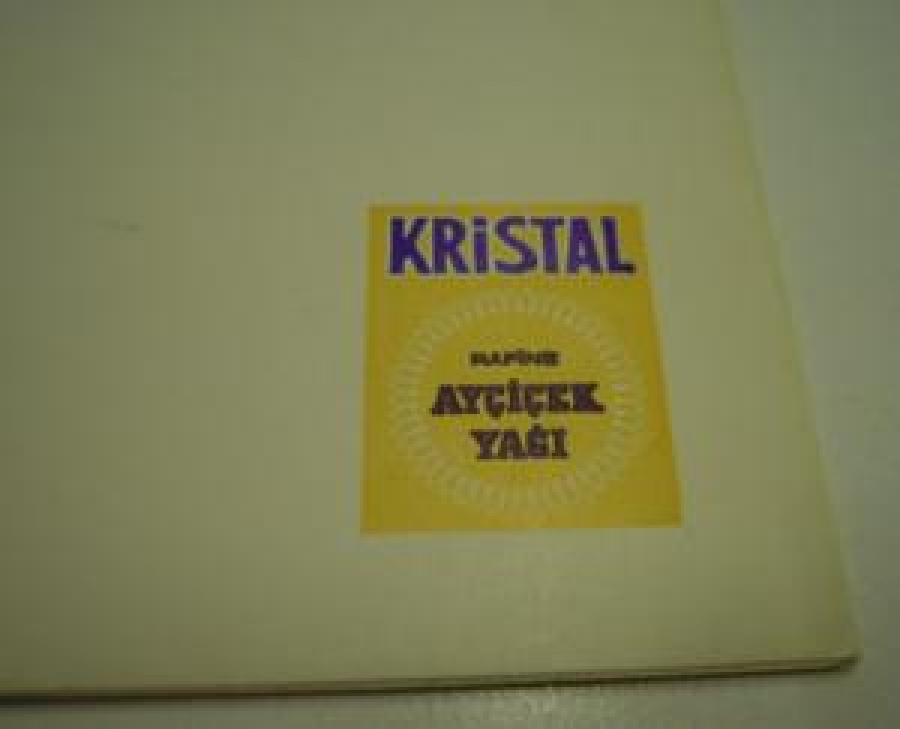 KRiSTAL
RAFİNE
AYÇİÇEK
YAĞI